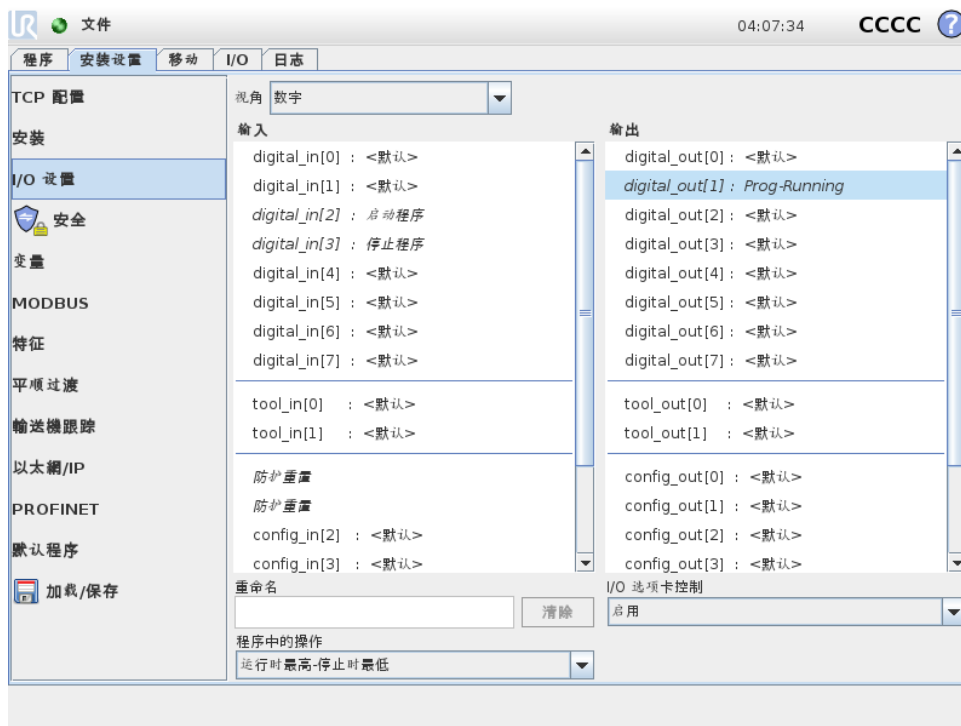 UR 文件 04:07:34 CCCC ?
程序 安装设置 移动 I/O 日志
TCP 配置
安装
I/O 设置
安全
变量
MODBUS
特征
平顺过渡
輸送機跟踪
以太網/IP
PROFINET
默认程序
加载/保存
视角 数字
输入
digital_in[0] : <默认>
digital_in[1] : <默认>
digital_in[2] : 启动程序
digital_in[3] : 停止程序
digital_in[4] : <默认>
digital_in[5] : <默认>
digital_in[6] : <默认>
digital_in[7] : <默认>
tool_in[0] : <默认>
tool_in[1] : <默认>
防护重置
防护重置
config_in[2] : <默认>
config_in[3] : <默认>
输出
digital_out[0] : <默认>
digital_out[1] : Prog-Running
digital_out[2] : <默认>
digital_out[3] : <默认>
digital_out[4] : <默认>
digital_out[5] : <默认>
digital_out[6] : <默认>
digital_out[7] : <默认>
tool_out[0] : <默认>
tool_out[1] : <默认>
config_out[0] : <默认>
config_out[1] : <默认>
config_out[2] : <默认>
config_out[3] : <默认>
重命名
清除
程序中的操作
运行时最高-停止时最低
I/O 选项卡控制
启用